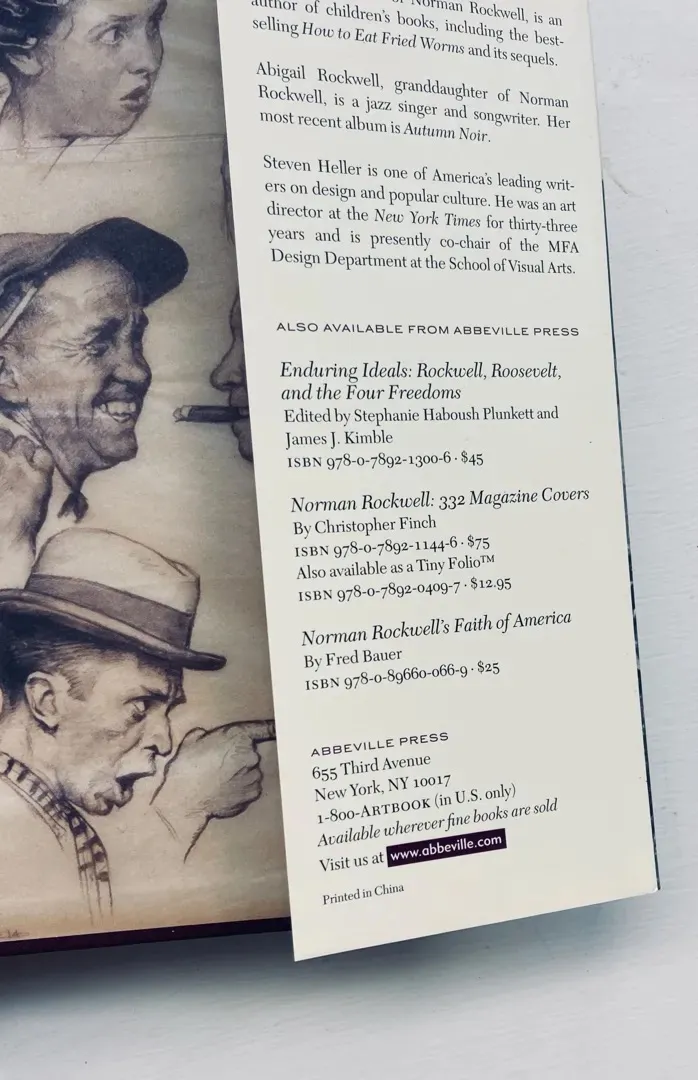 of Norman Rockwell, is an
author of children's books, including the best-
selling How to Eat Fried Worms and its sequels.
Abigail Rockwell, granddaughter of Norman
Rockwell, is a jazz singer and songwriter. Her
most recent album is Autumn Noir.
Steven Heller is one of America's leading writ-
ers on design and popular culture. He was an art
director at the New York Times for thirty-three
years and is presently co-chair of the MFA
Design Department at the School of Visual Arts.
ALSO AVAILABLE FROM ABBEVILLE PRESS
Enduring Ideals: Rockwell, Roosevelt,
and the Four Freedoms
Edited by Stephanie Haboush Plunkett and
James J. Kimble
ISBN 978-0-7892-1300-6 · $45
Norman Rockwell: 332 Magazine Covers
By Christopher Finch
ISBN 978-0-7892-1144-6 · $75
Also available as a Tiny Folio™
ISBN 978-0-7892-0409-7 · $12.95
Norman Rockwell's Faith of America
By Fred Bauer
ISBN 978-0-89660-066-9 · $25
ABBEVILLE PRESS
655 Third Avenue
New York, NY 10017
1-800-ARTBOOK (in U.S. only)
Available wherever fine books are sold
Visit us at www.abbeville.com
Printed in China